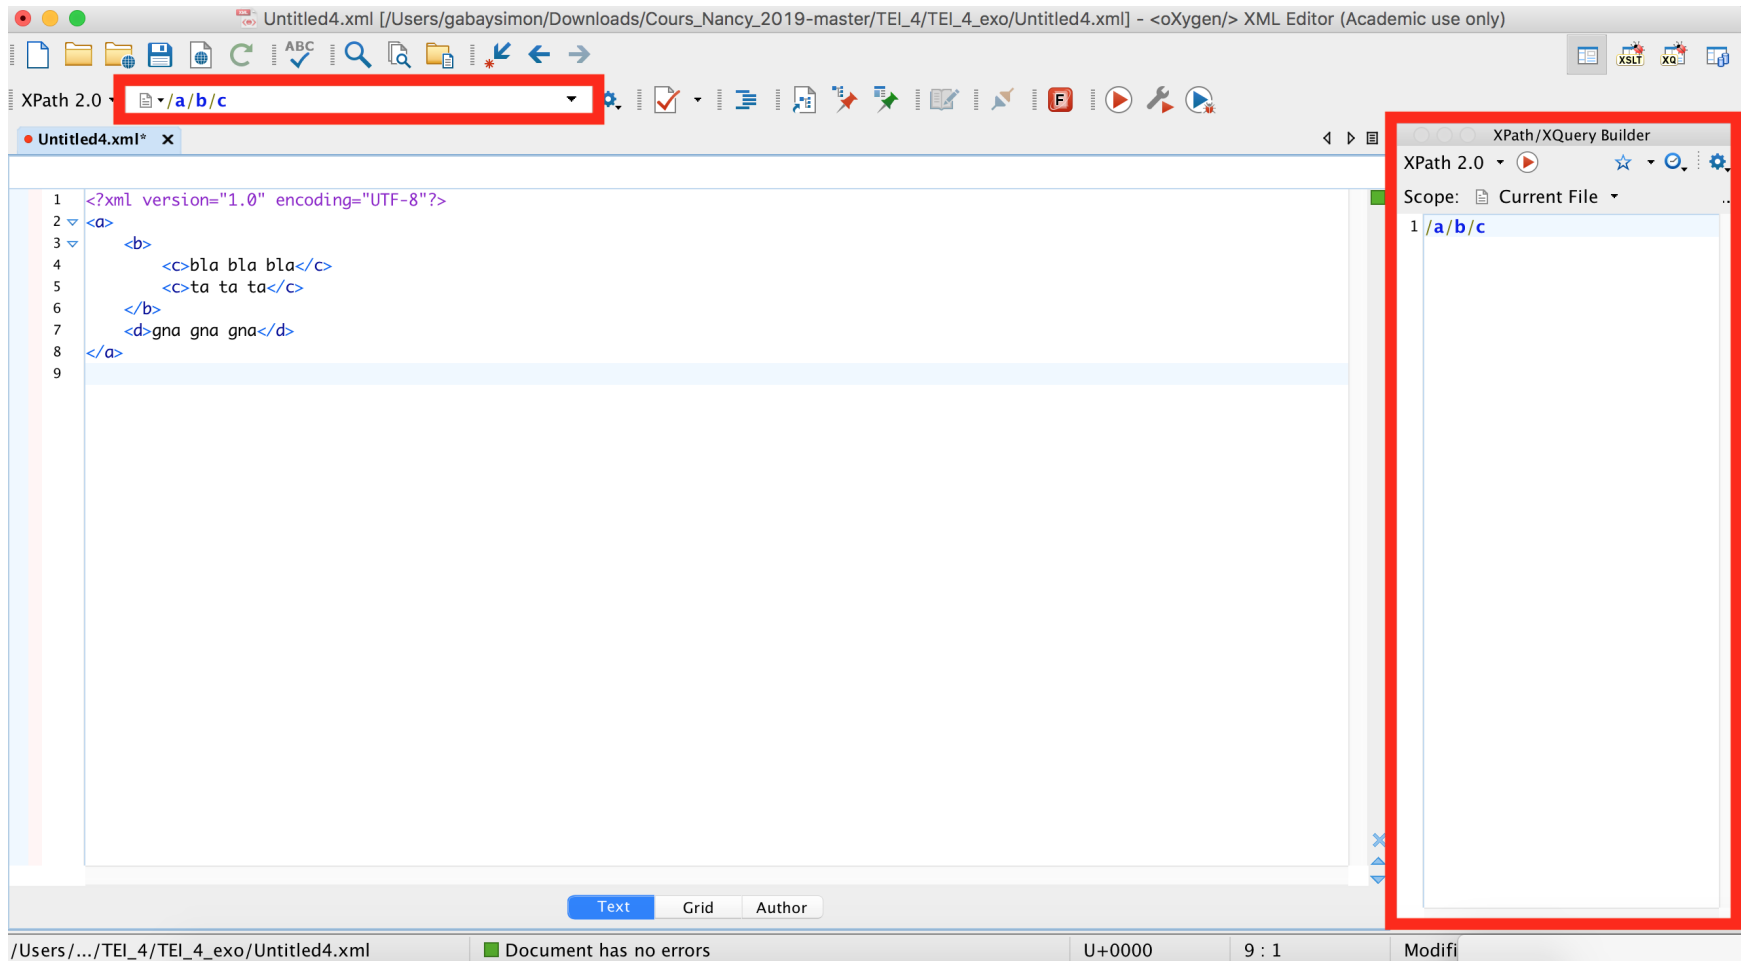 Untitled4.xml [/Users/gabaysimon/Downloads/Cours_Nancy_2019-master/TEI_4/TEI_4_exo/Untitled4.xml] - <oXygen/> XML Editor (Academic use only)
ABC
XSLT XQ
XPath 2.0 /a/b/c
F
Untitled4.xml*
XPath/XQuery Builder
XPath 2.0
Scope: Current File ..
1 /a/b/c
1 <?xml version="1.0" encoding="UTF-8"?>
2 <a>
3 <b>
4 <c>bla bla bla</c>
5 <c>ta ta ta</c>
6 </b>
7 <d>gna gna gna</d>
8 </a>
9
Text Grid Author
/Users/.../TEI_4/TEI_4_exo/Untitled4.xml Document has no errors U+0000 9 : 1 Modifi